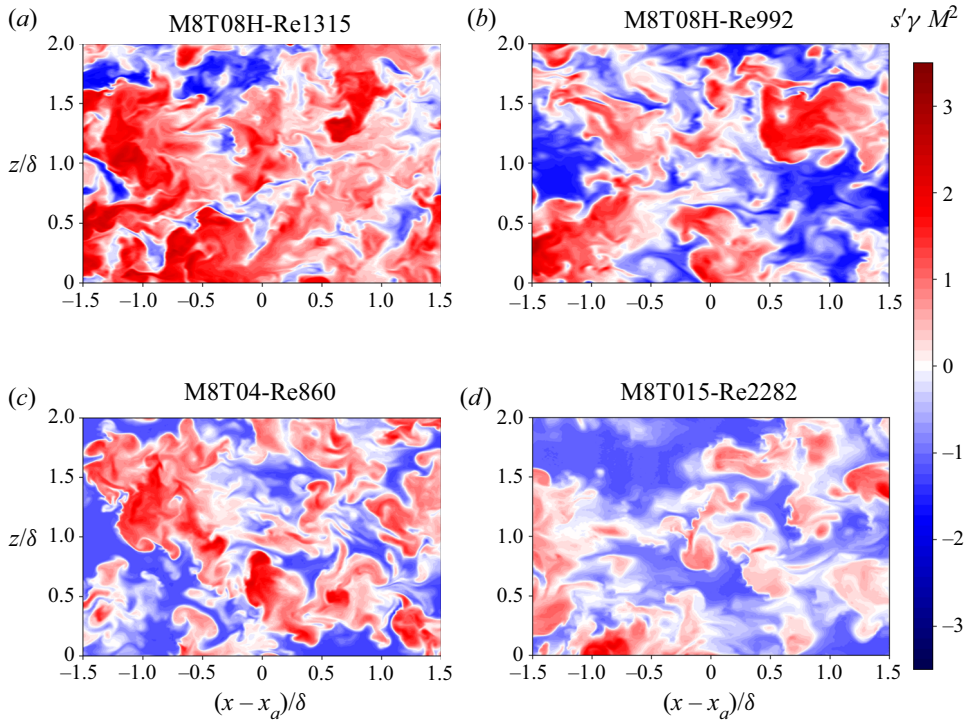 (a) M8T08H-Re1315
(b) M8T08H-Re992
s′γ M²
2.0
1.5
z/δ
1.0
0.5
0
−1.5 −1.0 −0.5 0 0.5 1.0 1.5
2.0
1.5
1.0
0.5
0
−1.5 −1.0 −0.5 0 0.5 1.0 1.5
3
2
1
0
−1
−2
−3
(c) M8T04-Re860
(d) M8T015-Re2282
2.0
1.5
z/δ
1.0
0.5
0
−1.5 −1.0 −0.5 0 0.5 1.0 1.5
(x – xa)/δ
2.0
1.5
1.0
0.5
0
−1.5 −1.0 −0.5 0 0.5 1.0 1.5
(x – xa)/δ